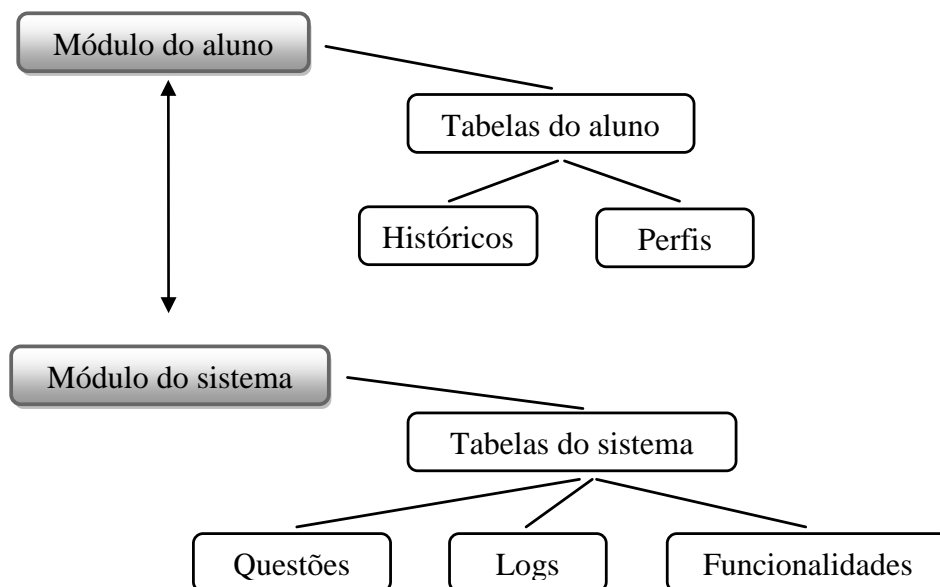 Módulo do aluno
Tabelas do aluno
Históricos
Perfis
Módulo do sistema
Tabelas do sistema
Questões
Logs
Funcionalidades